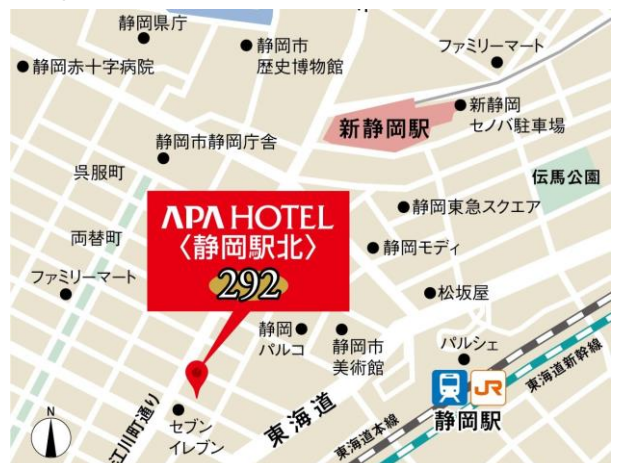 静岡県庁
静岡赤十字病院
静岡市
歴史博物館
ファミリーマート
新静岡
セノバ駐車場
新静岡駅
静岡市静岡庁舎
呉服町
伝馬公園
APA HOTEL
〈静岡駅北〉
292
静岡東急スクエア
両替町
静岡モディ
ファミリーマート
松坂屋
静岡
パルコ
静岡市
美術館
パルシェ
東海道新幹線
JR
静岡駅
東海道
東海道本線
セブン
イレブン
江川町通り
N